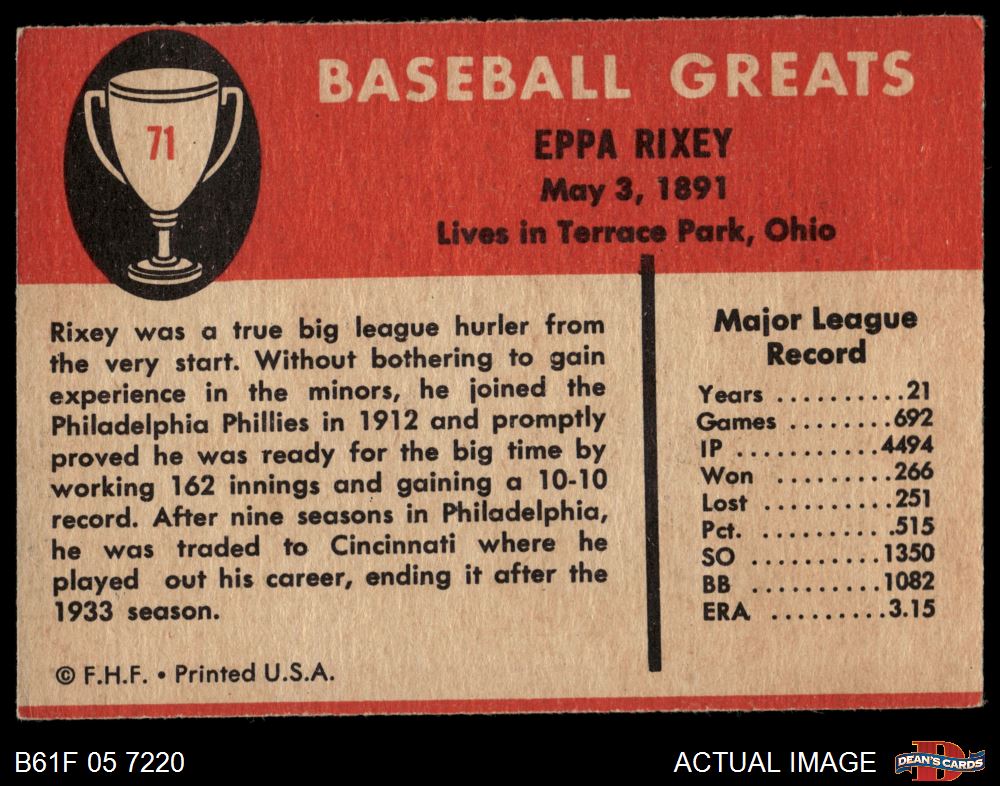 71
BASEBALL GREATS
EPPA RIXEY
May 3, 1891
Lives in Terrace Park, Ohio
Rixey was a true big league hurler from
the very start. Without bothering to gain
experience in the minors, he joined the
Philadelphia Phillies in 1912 and promptly
proved he was ready for the big time by
working 162 innings and gaining a 10-10
record. After nine seasons in Philadelphia,
he was traded to Cincinnati where he
played out his career, ending it after the
1933 season.
© F.H.F. • Printed U.S.A.
Major League
Record
Years ..........21
Games ........692
IP ...........4494
Won .........266
Lost ..........251
Pct. ..........515
SO ..........1350
BB ..........1082
ERA .........3.15
B61F 05 7220
ACTUAL IMAGE
D
DEAN'S CARDS